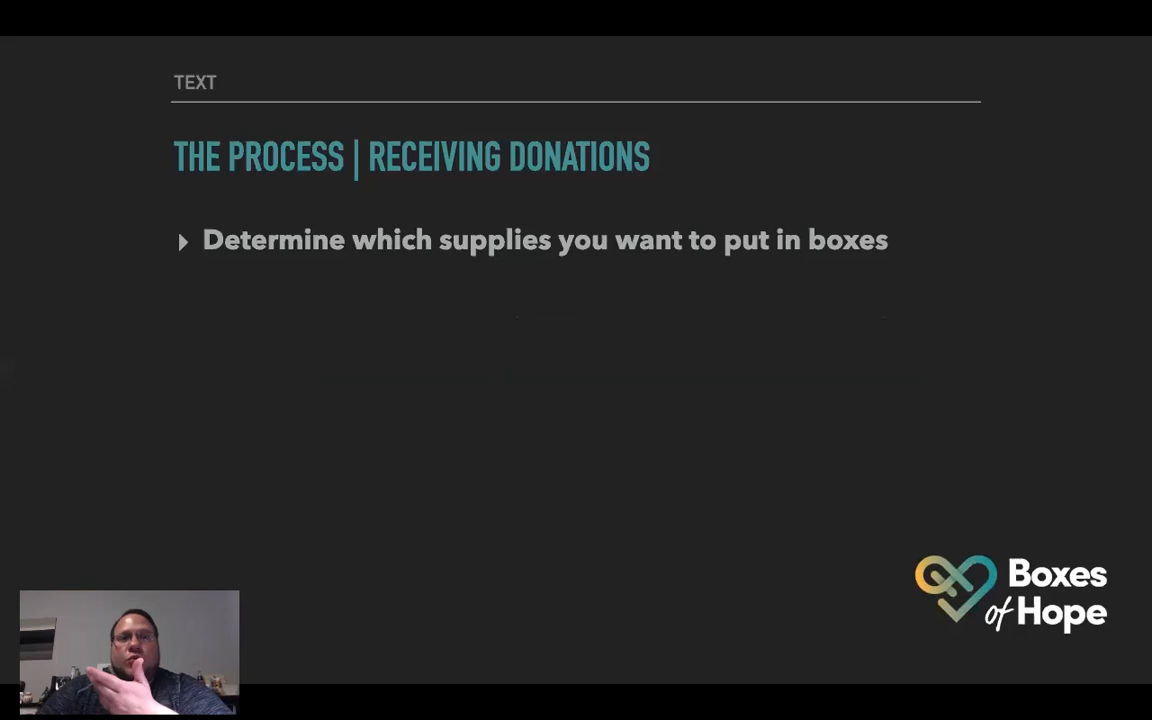 TEXT
THE PROCESS | RECEIVING DONATIONS
Determine which supplies you want to put in boxes
Boxes
of Hope